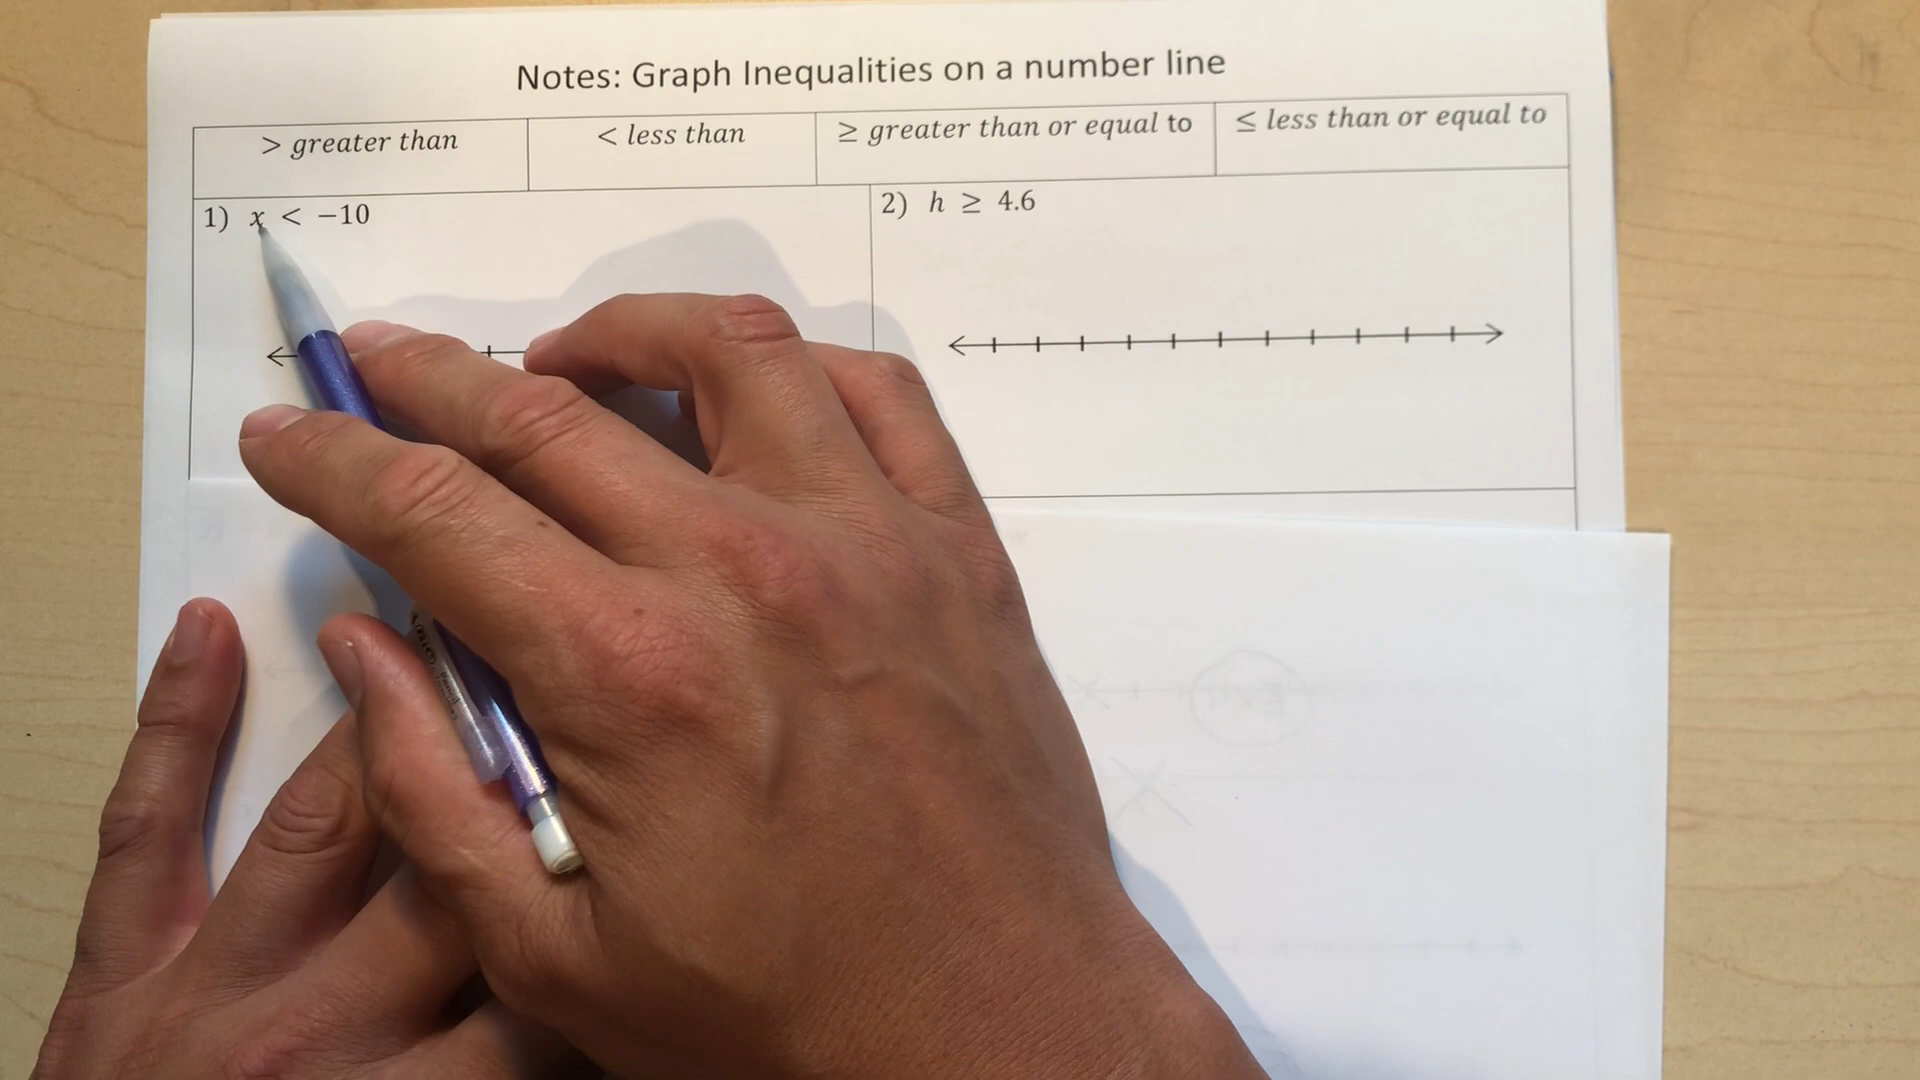 Notes: Graph Inequalities on a number line
> greater than
< less than
≥ greater than or equal to
≤ less than or equal to
1) x < −10
2) h ≥ 4.6